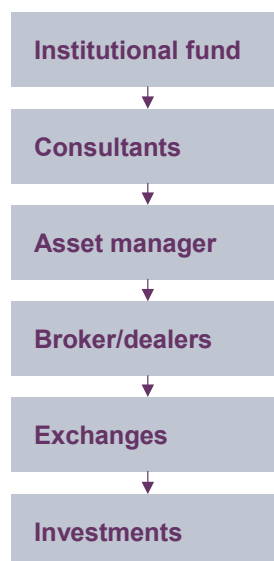 Institutional fund
Consultants
Asset manager
Broker/dealers
Exchanges
Investments